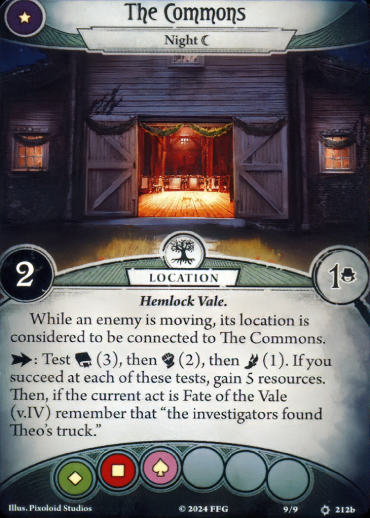 The Commons
Night
2
LOCATION
1
Hemlock Vale.
While an enemy is moving, its location is
considered to be connected to The Commons.
: Test (3), then (2), then (1). If you
succeed at each of these tests, gain 5 resources.
Then, if the current act is Fate of the Vale
(v.IV) remember that “the investigators found
Theo’s truck.”
Illus. Pixoloid Studios © 2024 FFG 9/9 212b